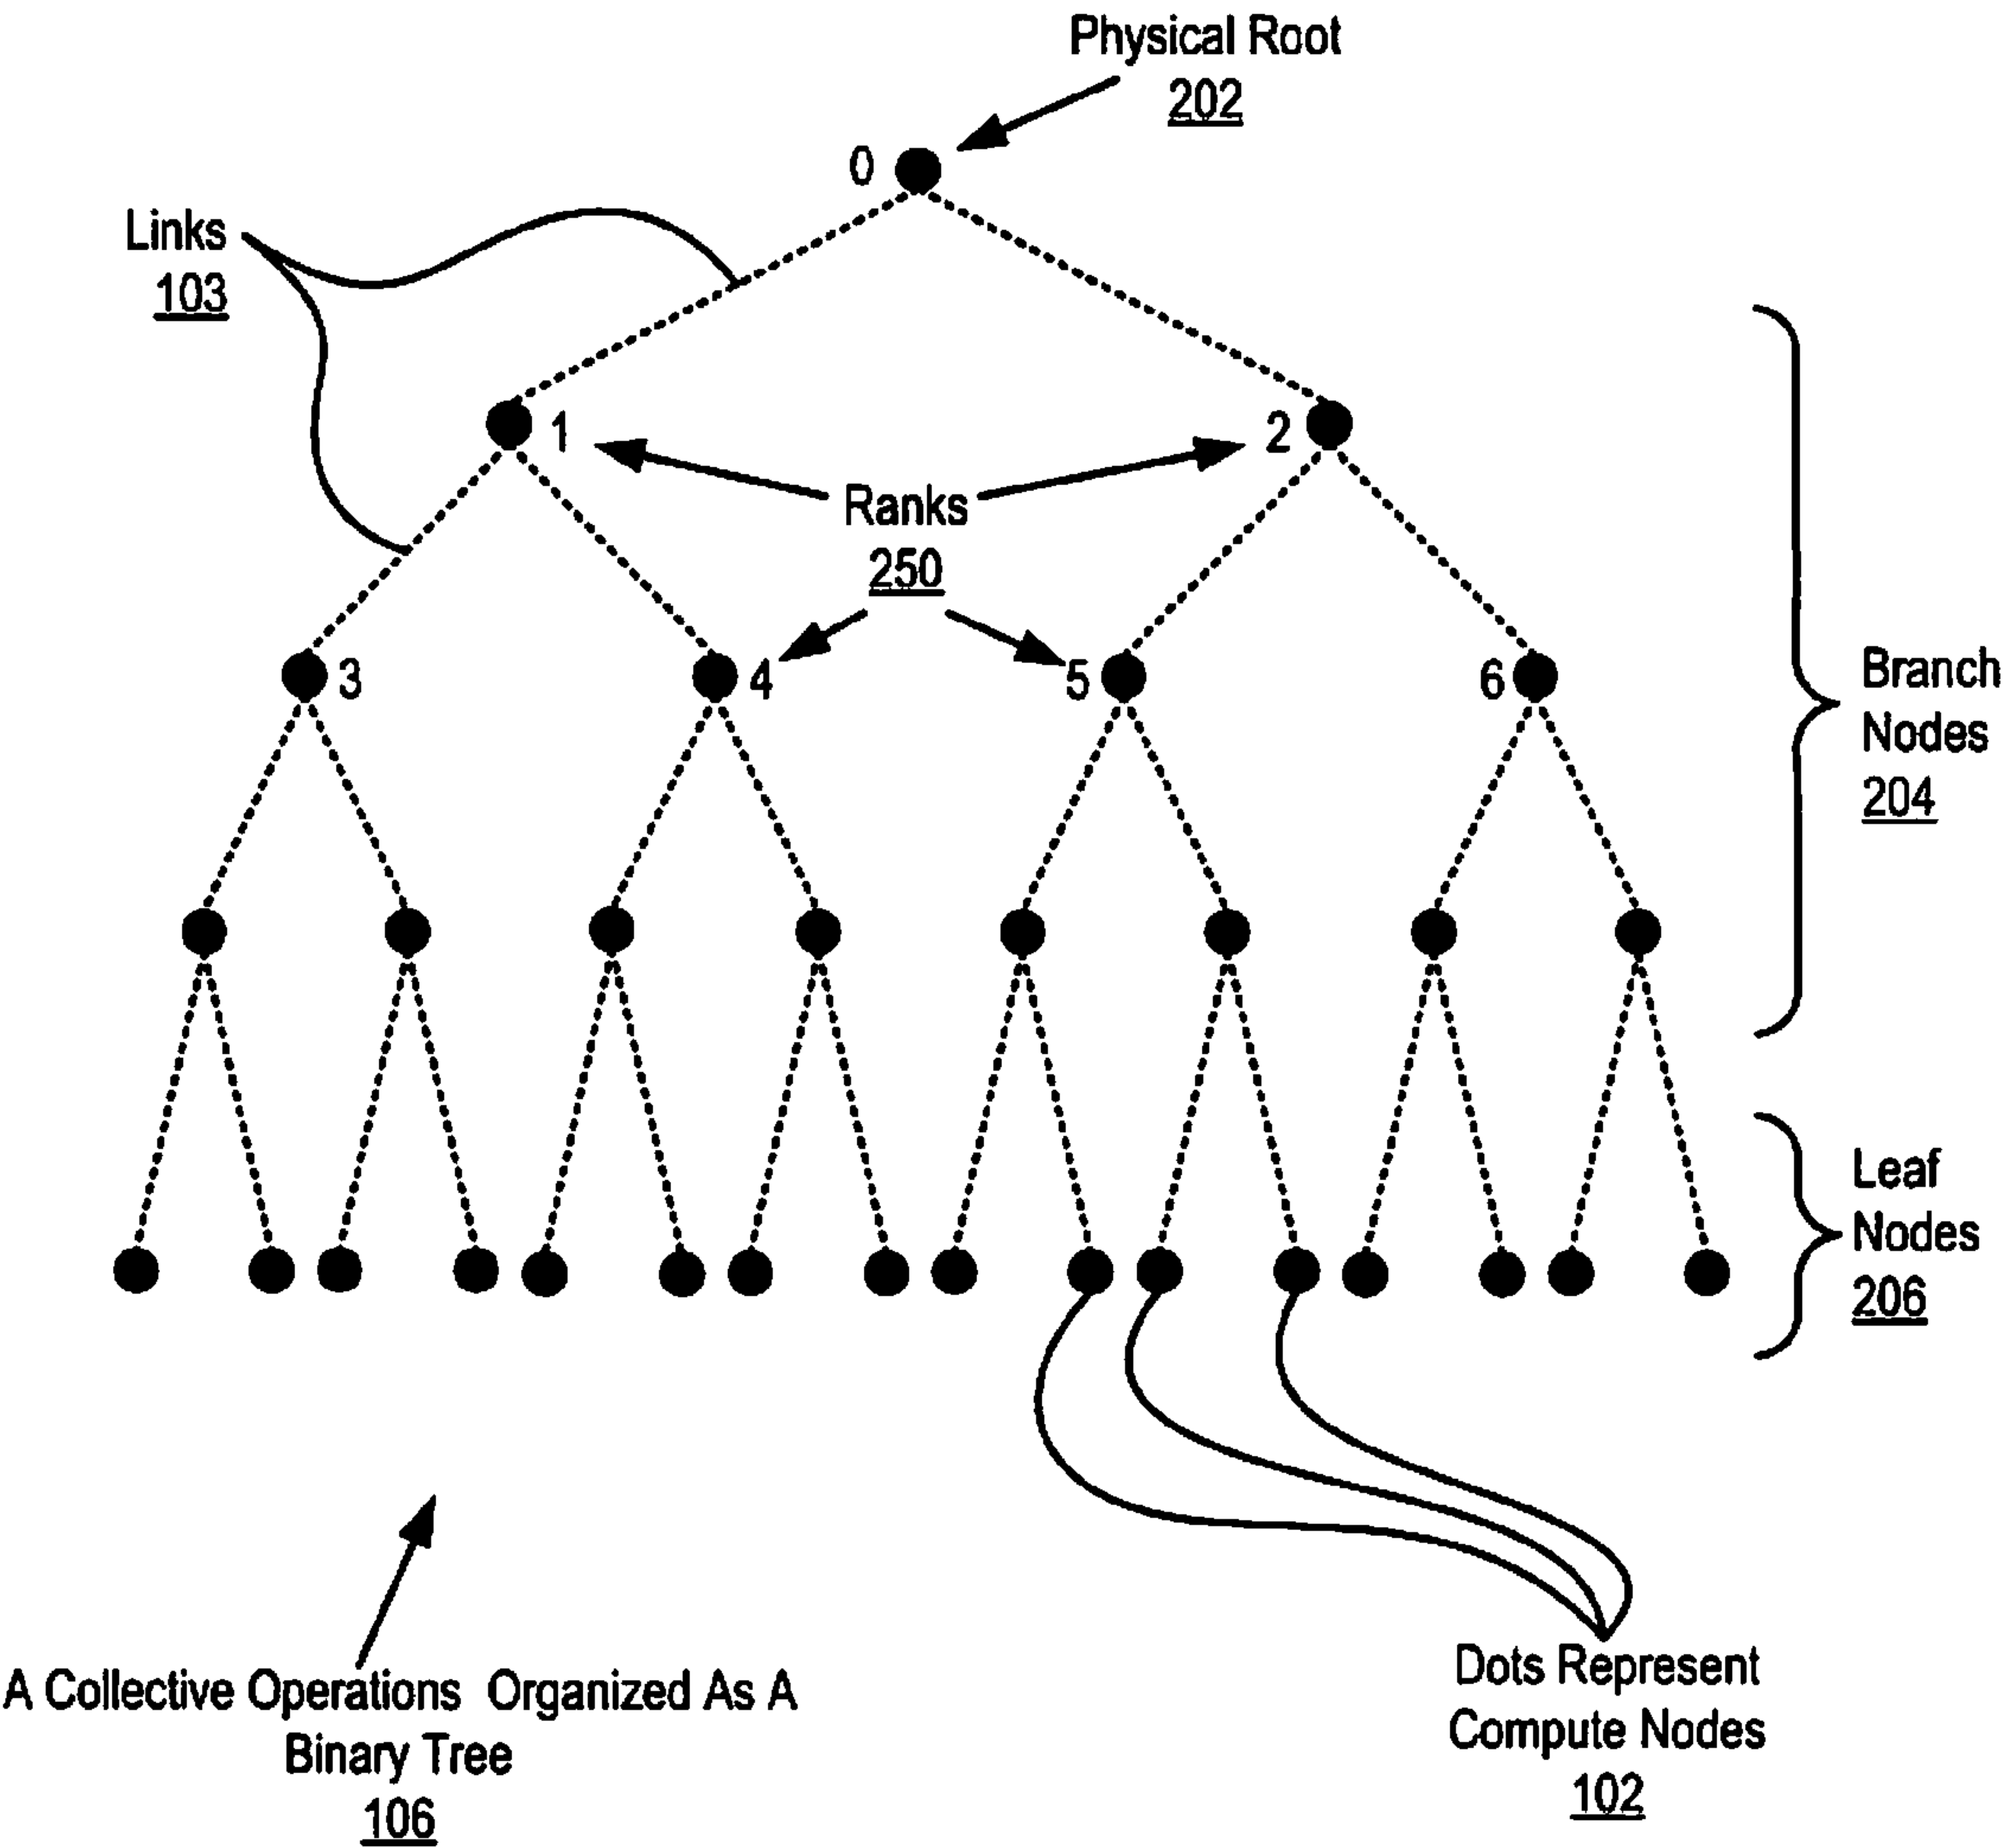 Physical Root
202
0
Links
103
1
2
Ranks
250
3
4
5
6
Branch
Nodes
204
Leaf
Nodes
206
A Collective Operations Organized As A
Binary Tree
106
Dots Represent
Compute Nodes
102